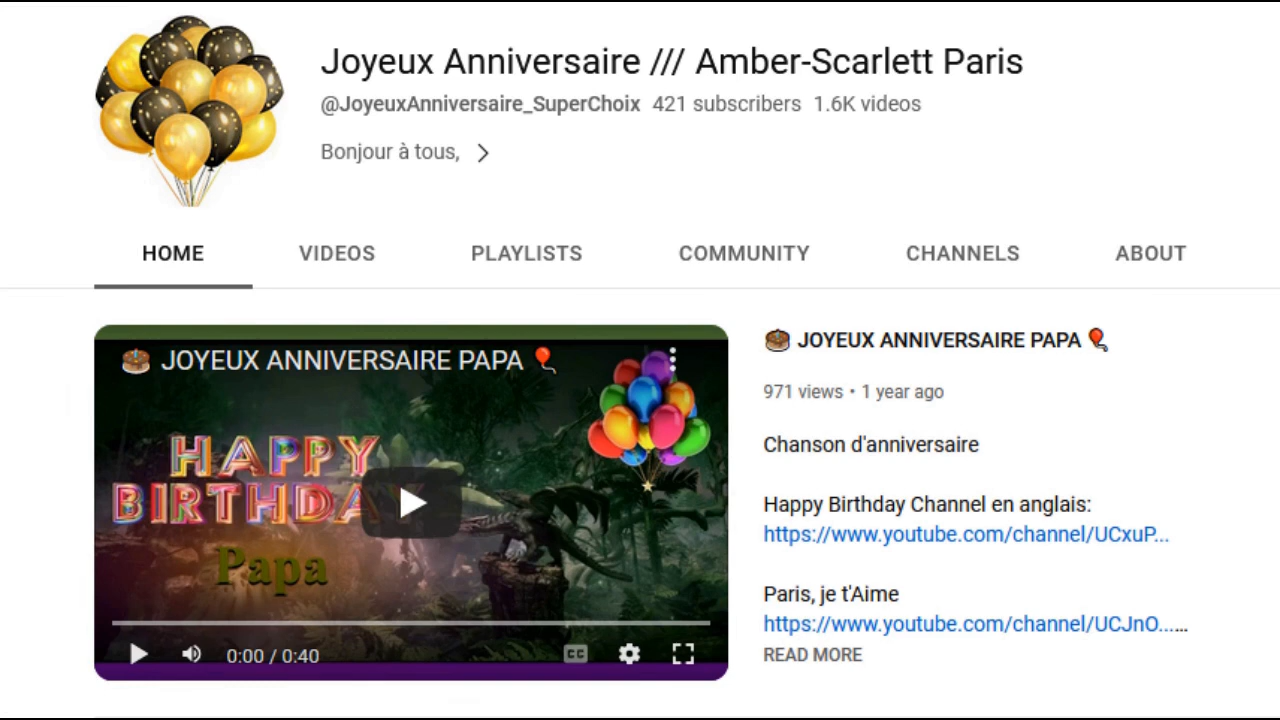 Joyeux Anniversaire /// Amber-Scarlett Paris
@JoyeuxAnniversaire_SuperChoix 421 subscribers 1.6K videos
Bonjour à tous,
HOME VIDEOS PLAYLISTS COMMUNITY CHANNELS ABOUT
JOYEUX ANNIVERSAIRE PAPA
HAPPY
BIRTHDAY
Papa
0:00 / 0:40
CC
JOYEUX ANNIVERSAIRE PAPA
971 views • 1 year ago
Chanson d'anniversaire
Happy Birthday Channel en anglais:
https://www.youtube.com/channel/UCxuP...
Paris, je t'Aime
https://www.youtube.com/channel/UCJnO......
READ MORE